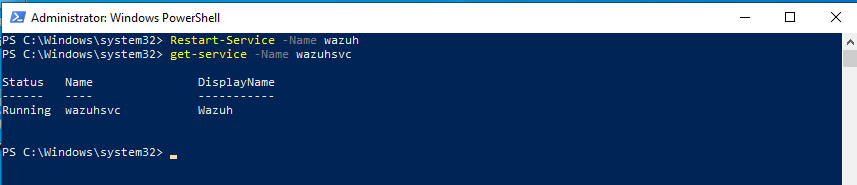 Administrator: Windows PowerShell
PS C:\Windows\system32> Restart-Service -Name wazuh
PS C:\Windows\system32> get-service -Name wazuhsvc
Status   Name               DisplayName
------   ----               -----------
Running  wazuhsvc           Wazuh
PS C:\Windows\system32>